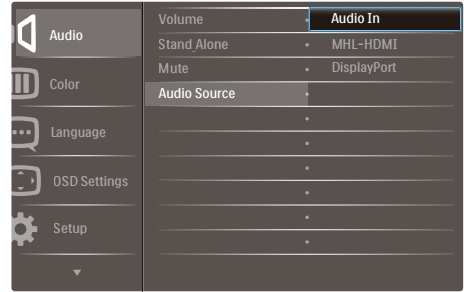 Audio
Color
Language
OSD Settings
Setup
Volume
Stand Alone
Mute
Audio Source
Audio In
MHL-HDMI
DisplayPort